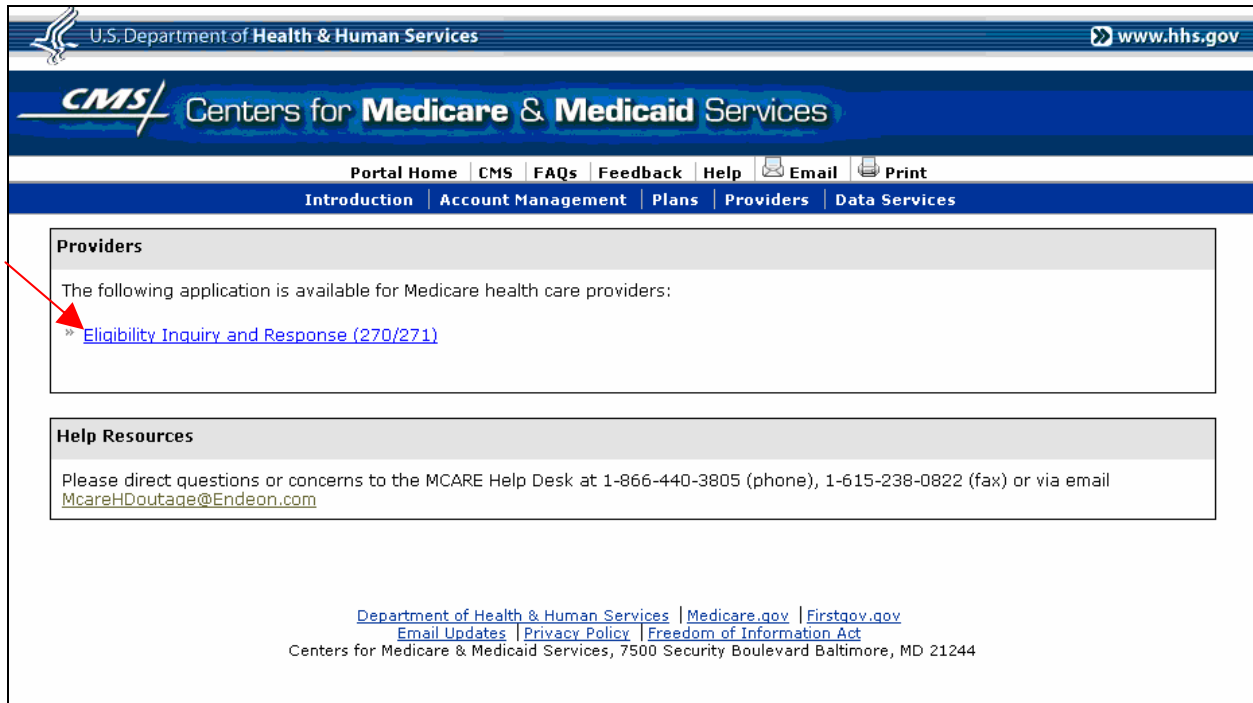 U.S. Department of Health & Human Services
www.hhs.gov
CMS/ Centers for Medicare & Medicaid Services
Portal Home | CMS | FAQs | Feedback | Help | Email | Print
Introduction | Account Management | Plans | Providers | Data Services
Providers
The following application is available for Medicare health care providers:
» Eligibility Inquiry and Response (270/271)
Help Resources
Please direct questions or concerns to the MCARE Help Desk at 1-866-440-3805 (phone), 1-615-238-0822 (fax) or via email
McareHDoutage@Endeon.com
Department of Health & Human Services | Medicare.gov | Firstgov.gov
Email Updates | Privacy Policy | Freedom of Information Act
Centers for Medicare & Medicaid Services, 7500 Security Boulevard Baltimore, MD 21244